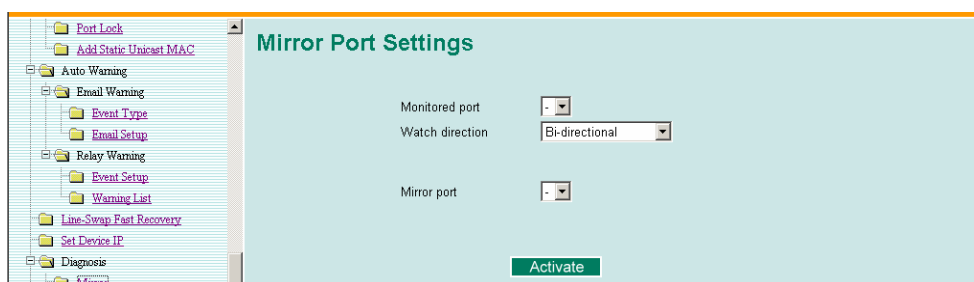 Port Lock
Add Static Unicast MAC
Auto Warning
Email Warning
Event Type
Email Setup
Relay Warning
Event Setup
Warning List
Line-Swap Fast Recovery
Set Device IP
Diagnosis
Mirror
Mirror Port Settings
Monitored port -
Watch direction Bi-directional
Mirror port -
Activate